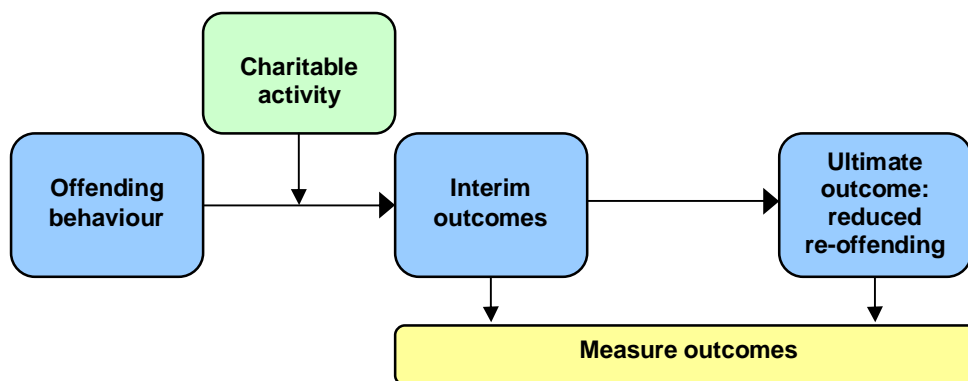 Charitable
activity
Offending
behaviour
Interim
outcomes
Ultimate
outcome:
reduced
re-offending
Measure outcomes